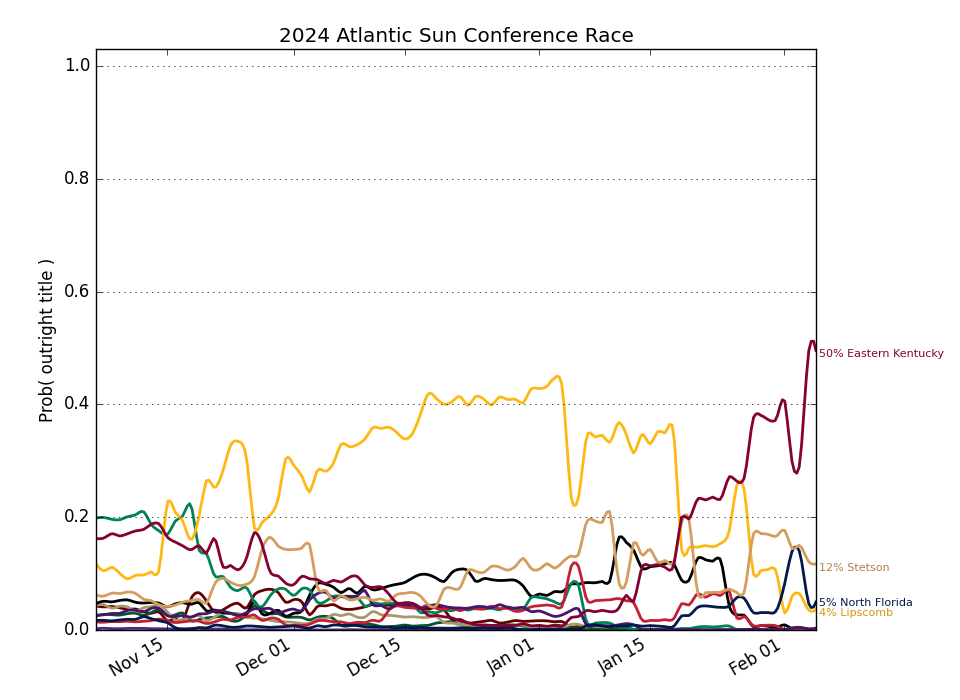 2024 Atlantic Sun Conference Race
Prob( outright title )
1.0
0.8
0.6
0.4
0.2
0.0
Nov 15
Dec 01
Dec 15
Jan 01
Jan 15
Feb 01
50% Eastern Kentucky
12% Stetson
5% North Florida
4% Lipscomb